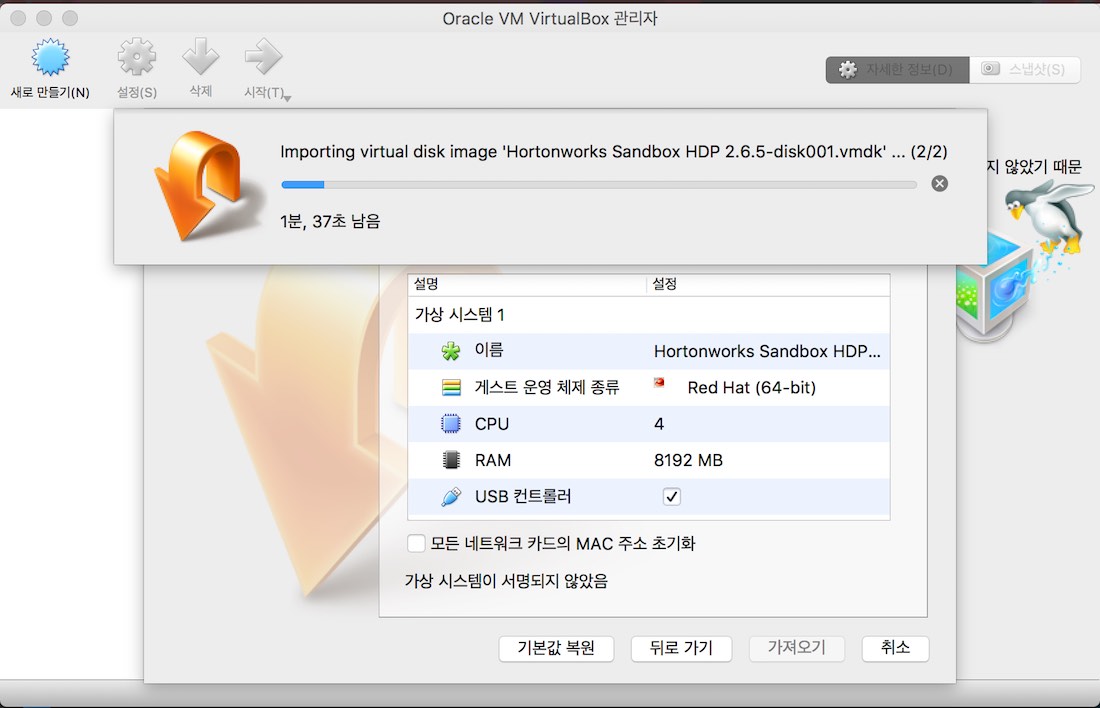 Oracle VM VirtualBox 관리자
새로 만들기(N)
설정(S)
삭제
시작(T)
자세한 정보(D)
스냅샷(S)
Importing virtual disk image 'Hortonworks Sandbox HDP 2.6.5-disk001.vmdk' ... (2/2)
1분, 37초 남음
지 않았기 때문
설명 설정
가상 시스템 1
이름 Hortonworks Sandbox HDP...
게스트 운영 체제 종류 Red Hat (64-bit)
CPU 4
RAM 8192 MB
USB 컨트롤러
모든 네트워크 카드의 MAC 주소 초기화
가상 시스템이 서명되지 않았음
기본값 복원
뒤로 가기
가져오기
취소